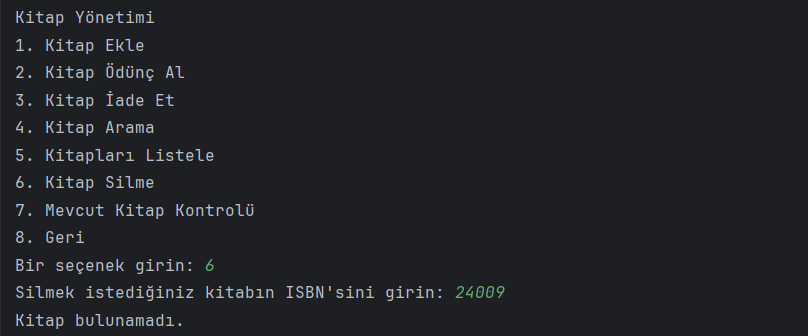 Kitap Yönetimi
1. Kitap Ekle
2. Kitap Ödünç Al
3. Kitap İade Et
4. Kitap Arama
5. Kitapları Listele
6. Kitap Silme
7. Mevcut Kitap Kontrolü
8. Geri
Bir seçenek girin: 6
Silmek istediğiniz kitabın ISBN'sini girin: 24009
Kitap bulunamadı.